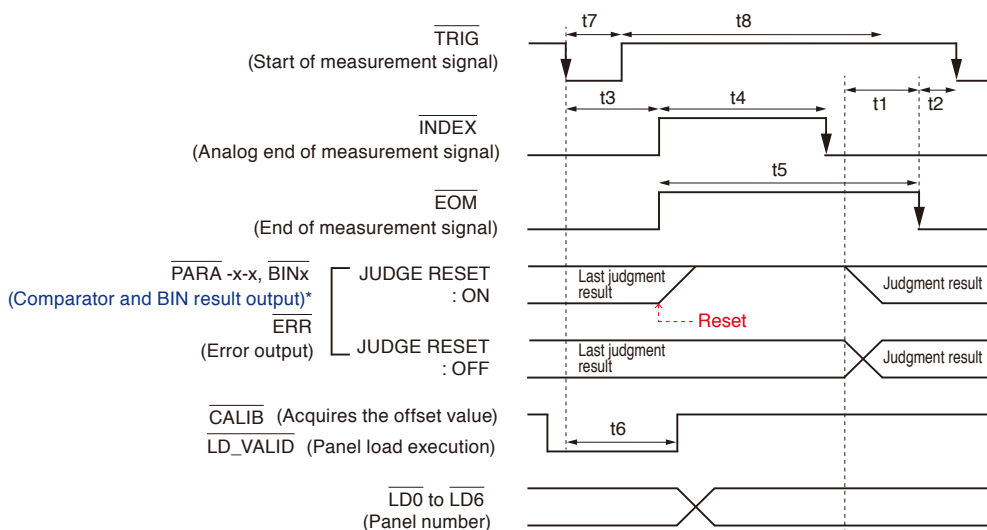 t7
t8
TRIG
(Start of measurement signal)
t3
t4
t1
t2
INDEX
(Analog end of measurement signal)
t5
EOM
(End of measurement signal)
PARA -x-x, BINx
(Comparator and BIN result output)*
JUDGE RESET
: ON
Last judgment
result
Judgment result
Reset
ERR
(Error output)
JUDGE RESET
: OFF
Last judgment
result
Judgment result
CALIB (Acquires the offset value)
LD_VALID (Panel load execution)
t6
LD0 to LD6
(Panel number)